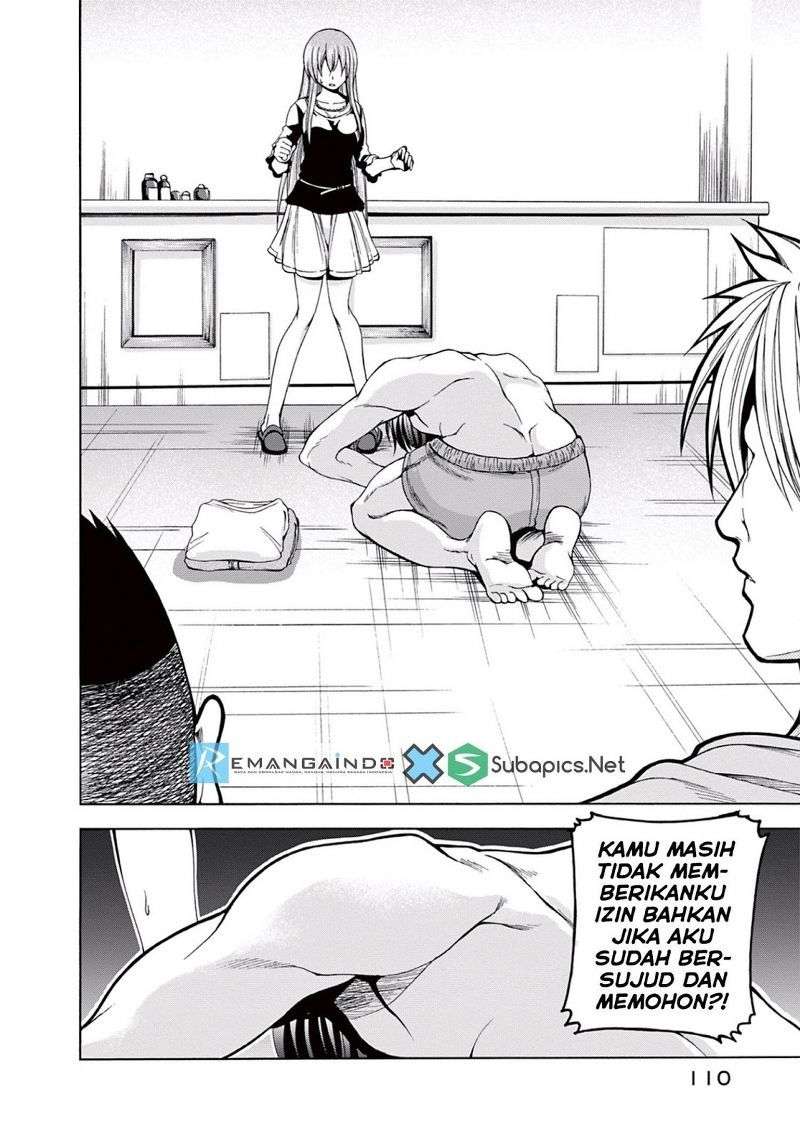 REMANGAINDO
Subapics.Net
KAMU MASIH
TIDAK MEM-
BERIKANKU
IZIN BAHKAN
JIKA AKU
SUDAH BER-
SUJUD DAN
MEMOHON?!
110